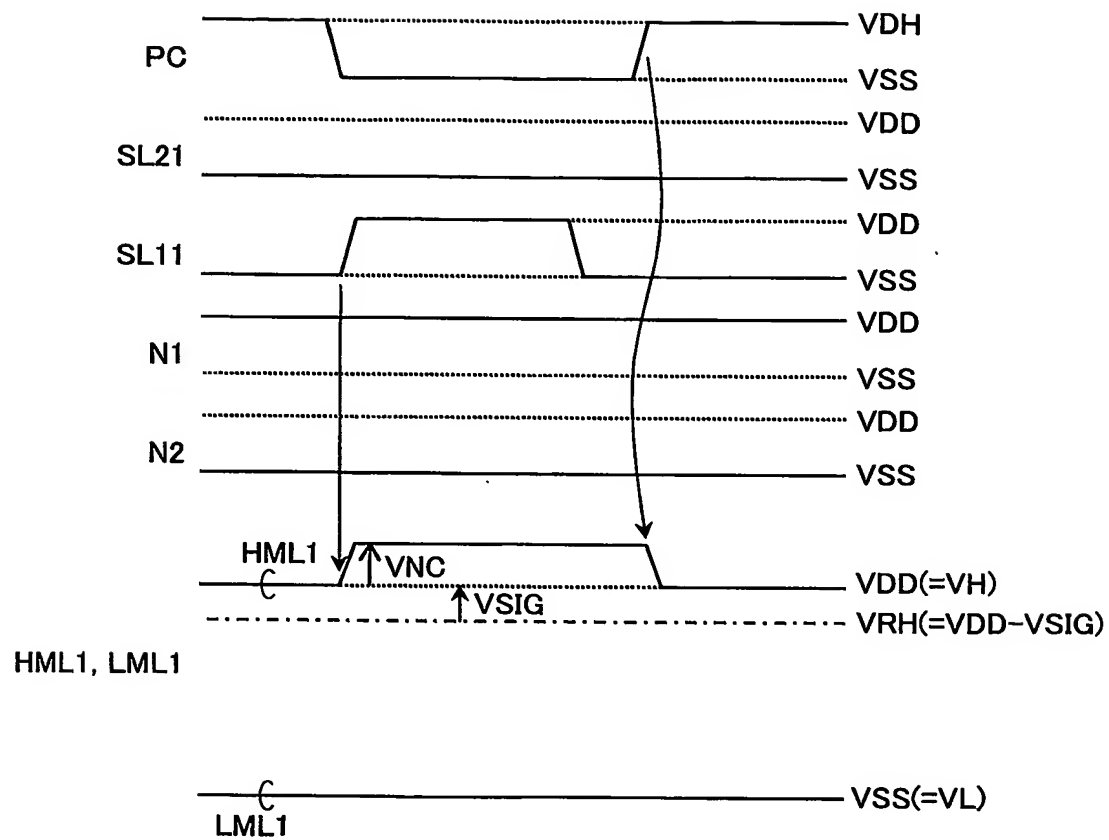 VDH
PC
VSS
VDD
SL21
VSS
VDD
SL11
VSS
VDD
N1
VSS
VDD
N2
VSS
HML1
VNC
VDD(=VH)
VSIG
VRH(=VDD-VSIG)
HML1, LML1
VSS(=VL)
LML1